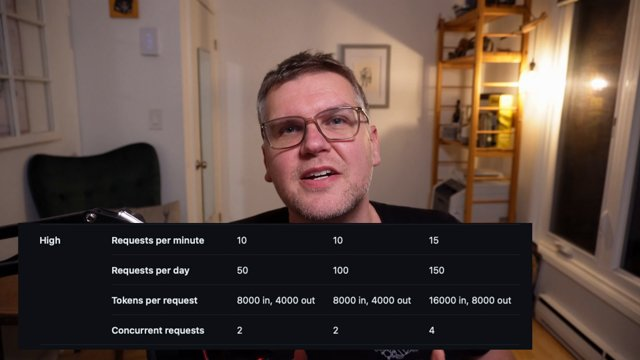 High Requests per minute 10 10 15
Requests per day 50 100 150
Tokens per request 8000 in, 4000 out 8000 in, 4000 out 16000 in, 8000 out
Concurrent requests 2 2 4